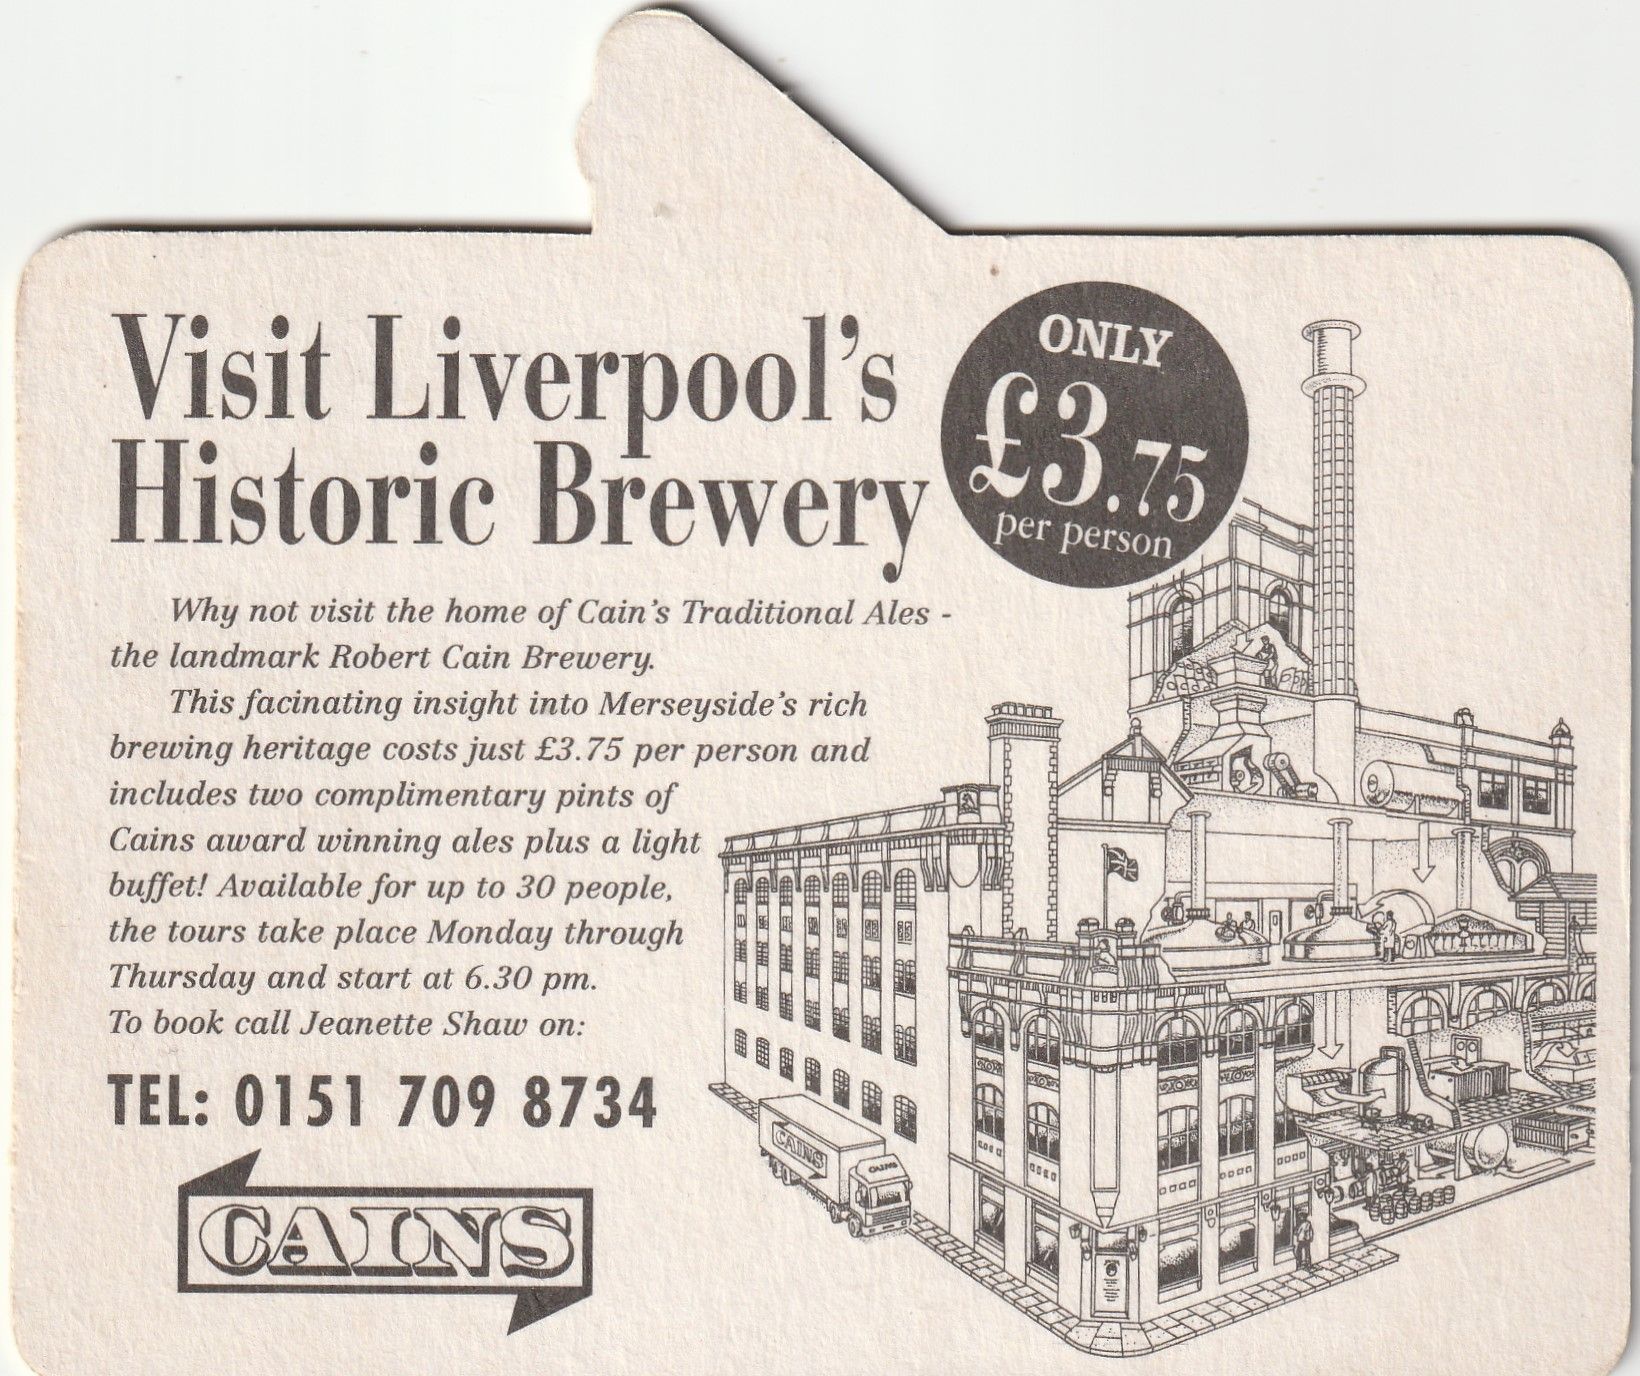 Visit Liverpool's
Historic Brewery
ONLY
£3.75
per person
Why not visit the home of Cain's Traditional Ales -
the landmark Robert Cain Brewery.
This facinating insight into Merseyside's rich
brewing heritage costs just £3.75 per person and
includes two complimentary pints of
Cains award winning ales plus a light
buffet! Available for up to 30 people,
the tours take place Monday through
Thursday and start at 6.30 pm.
To book call Jeanette Shaw on:
TEL: 0151 709 8734
CAINS
CAINS
CAINS